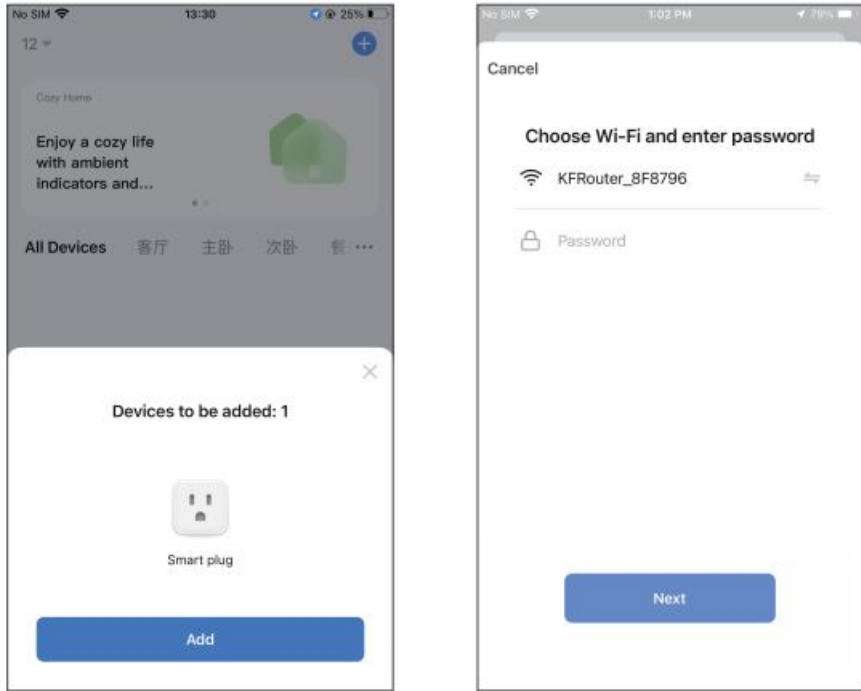 No SIM 13:30 25%
12
Cozy Home
Enjoy a cozy life
with ambient
indicators and...
All Devices 客厅 主卧 次卧 ...
Devices to be added: 1
Smart plug
Add
No SIM 1:02 PM 79%
Cancel
Choose Wi-Fi and enter password
KFRouter_8F8796
Password
Next